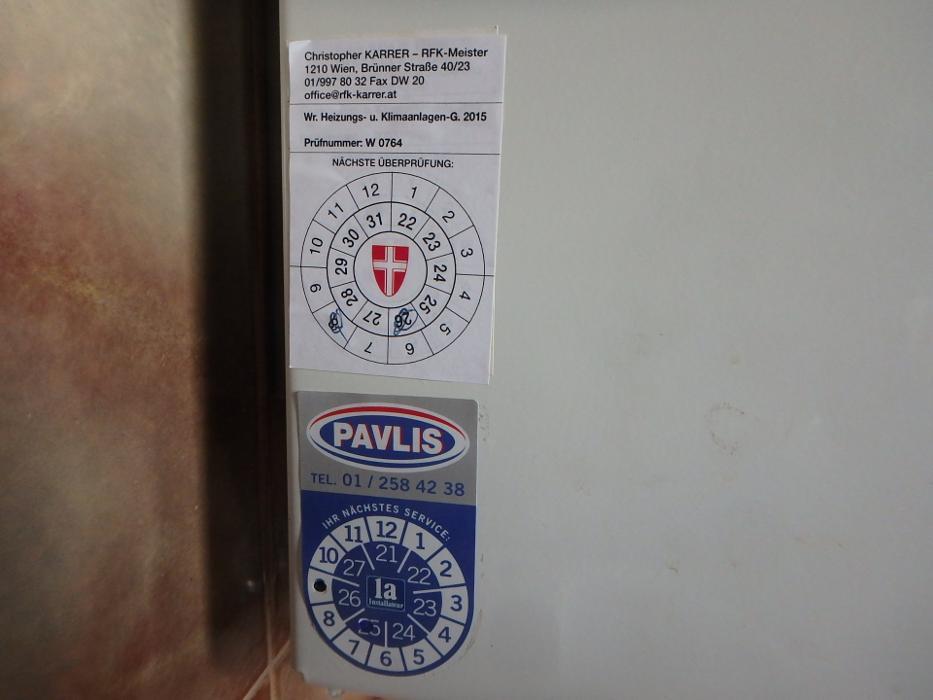 Christopher KARRER – RFK-Meister
1210 Wien, Brünner Straße 40/23
01/997 80 32 Fax DW 20
office@rfk-karrer.at
Wr. Heizungs- u. Klimaanlagen-G. 2015
Prüfnummer: W 0764
NÄCHSTE ÜBERPRÜFUNG:
12 1 2 3 4 5 6 7 8 9 10 11
31 22 23 24 25 26 27 28 29 30
PAVLIS
TEL. 01 / 258 42 38
IHR NÄCHSTES SERVICE:
12 1 2 3 4 5 6 7 8 10 11
21 22 23 24 25 26 27
1a
Installateur